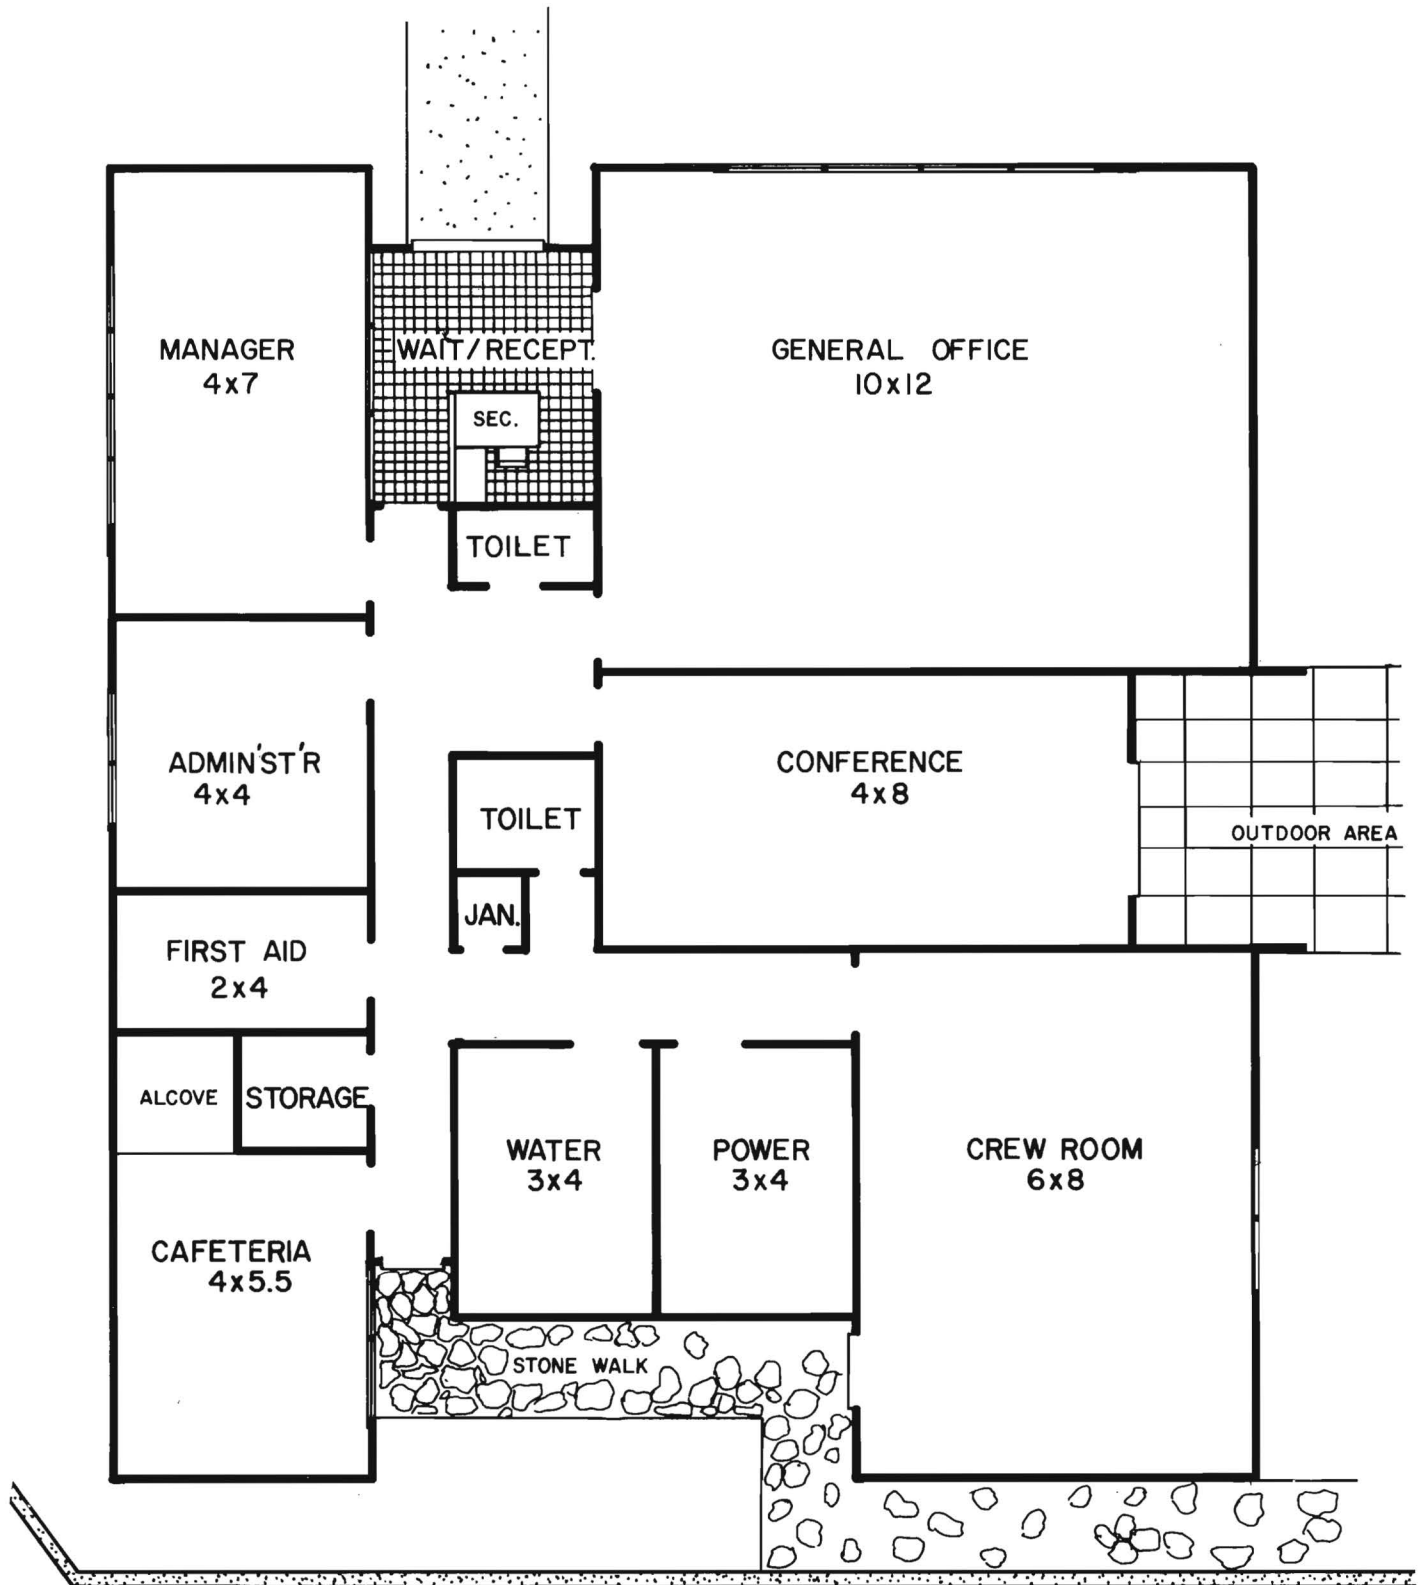 MANAGER
4x7
WAIT/RECEPT.
GENERAL OFFICE
10x12
SEC.
TOILET
ADMIN'ST'R
4x4
CONFERENCE
4x8
TOILET
OUTDOOR AREA
JAN.
FIRST AID
2x4
ALCOVE
STORAGE
WATER
3x4
POWER
3x4
CREW ROOM
6x8
CAFETERIA
4x5.5
STONE WALK